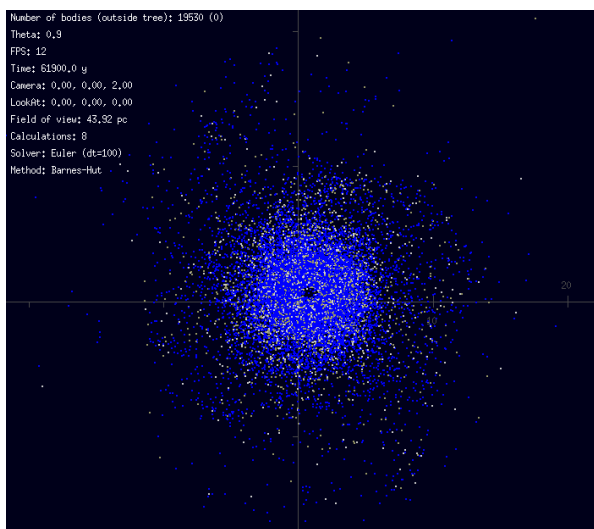 Number of bodies (outside tree): 19530 (0)
Theta: 0.9
FPS: 12
Time: 61900.0 y
Camera: 0.00, 0.00, 2.00
LookAt: 0.00, 0.00, 0.00
Field of view: 43.92 pc
Calculations: 8
Solver: Euler (dt=100)
Method: Barnes-Hut
20
10